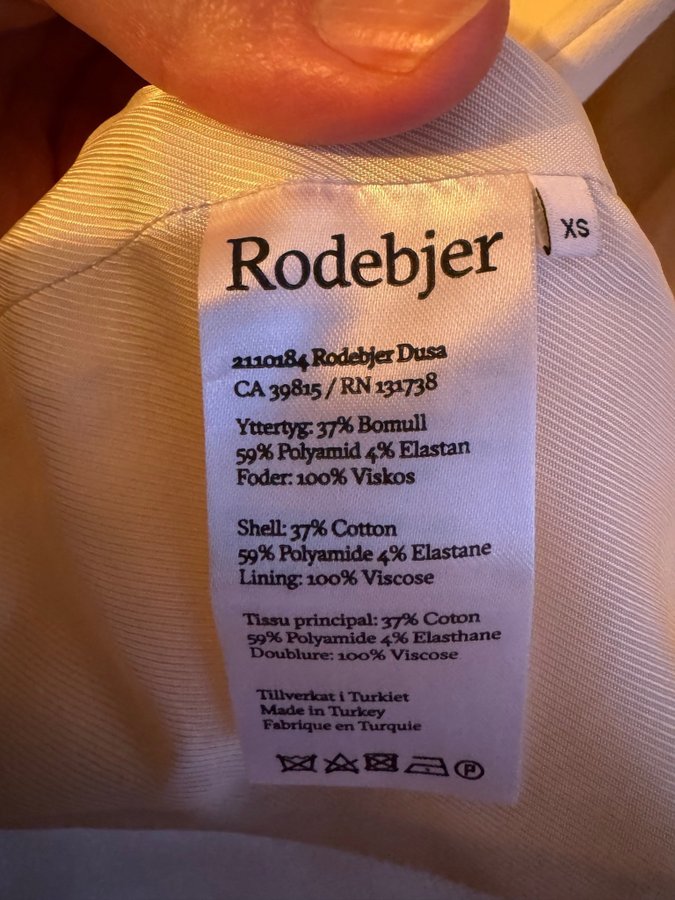 Rodebjer
XS
2110184 Rodebjer Dusa
CA 39815 / RN 131738
Yttertyg: 37% Bomull
59% Polyamid 4% Elastan
Foder: 100% Viskos
Shell: 37% Cotton
59% Polyamide 4% Elastane
Lining: 100% Viscose
Tissu principal: 37% Coton
59% Polyamide 4% Elasthane
Doublure: 100% Viscose
Tillverkat i Turkiet
Made in Turkey
Fabrique en Turquie
P